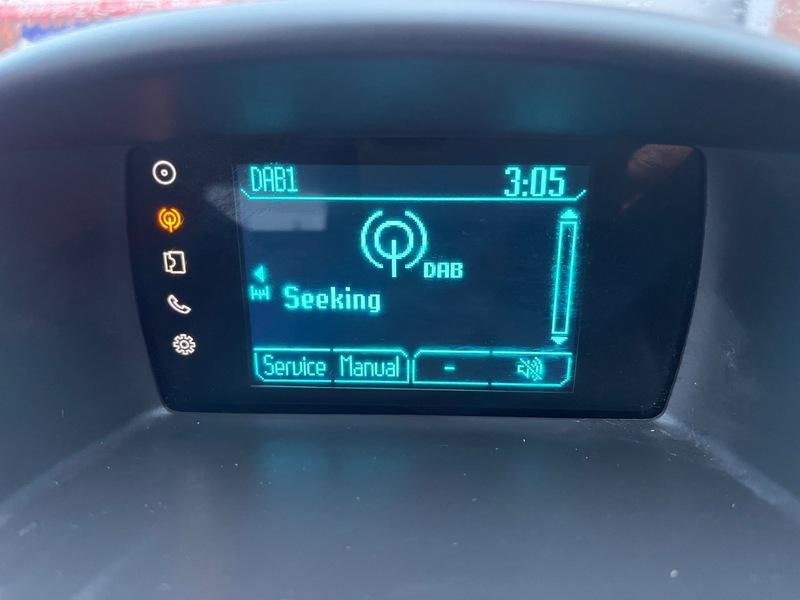 DAB1 3:05
DAB
Seeking
Service Manual -